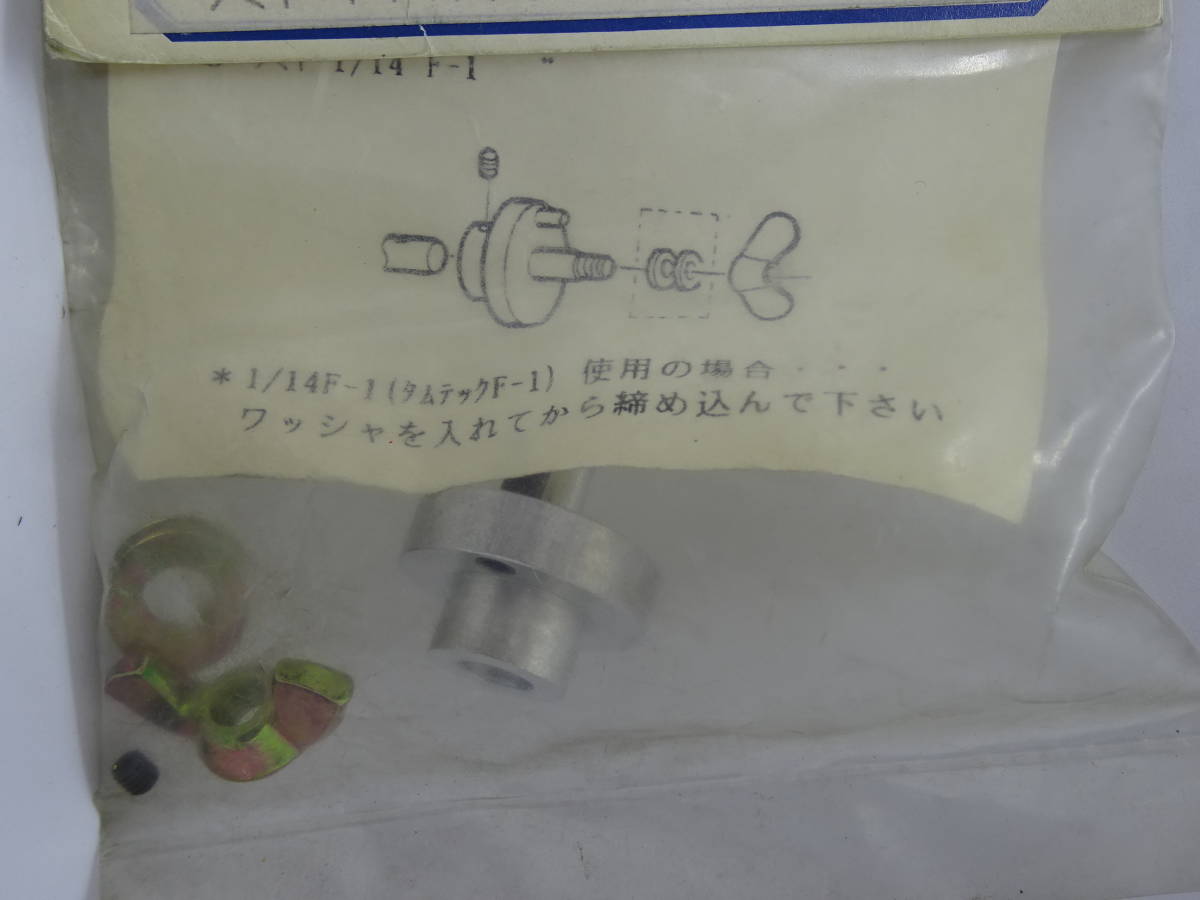 1/14 F-1 〃
* 1/14F-1(タムテックF-1) 使用の場合・・・
ワッシャを入れてから締め込んで下さい